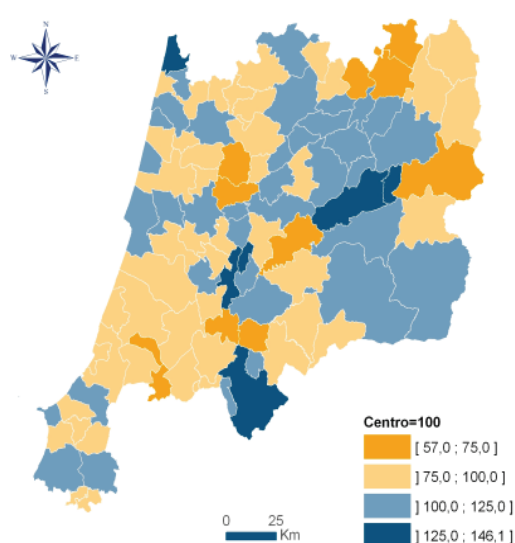 N
W E
S
Centro=100
[ 57,0 ; 75,0 ]
] 75,0 ; 100,0 ]
] 100,0 ; 125,0 ]
] 125,0 ; 146,1 ]
0 25
Km